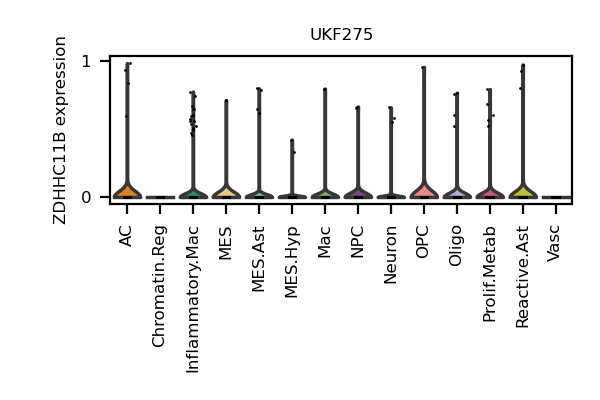 UKF275
ZDHHC11B expression
1
0
AC
Chromatin.Reg
Inflammatory.Mac
MES
MES.Ast
MES.Hyp
Mac
NPC
Neuron
OPC
Oligo
Prolif.Metab
Reactive.Ast
Vasc